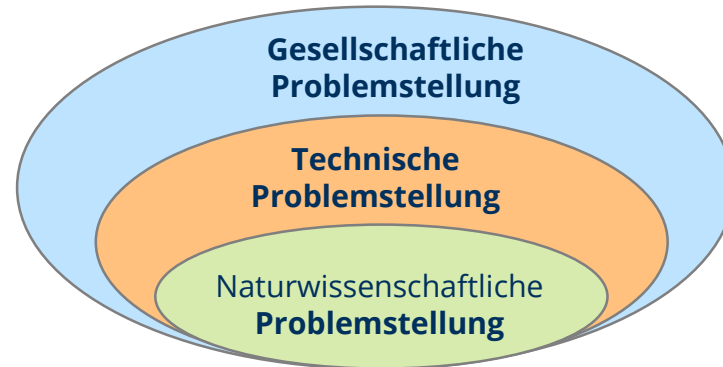 Gesellschaftliche
Problemstellung
Technische
Problemstellung
Naturwissenschaftliche
Problemstellung